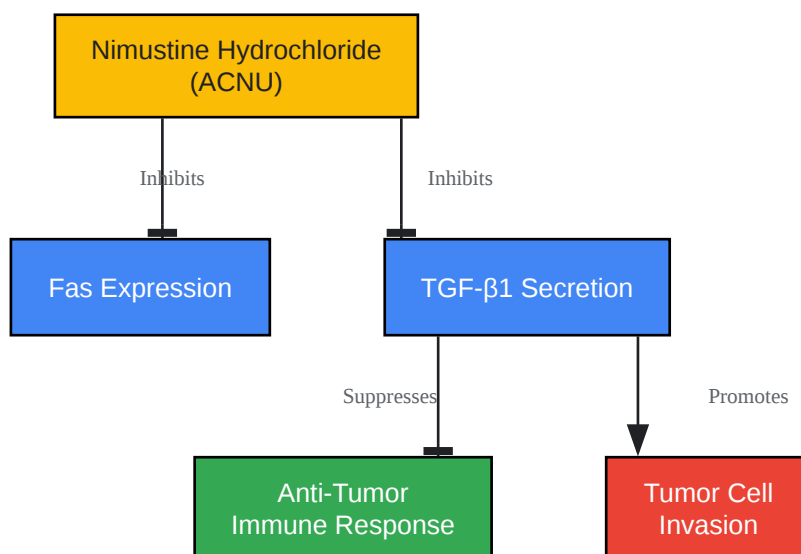 Nimustine Hydrochloride
(ACNU)
Inhibits
Inhibits
Fas Expression
TGF-β1 Secretion
Suppresses
Promotes
Anti-Tumor
Immune Response
Tumor Cell
Invasion